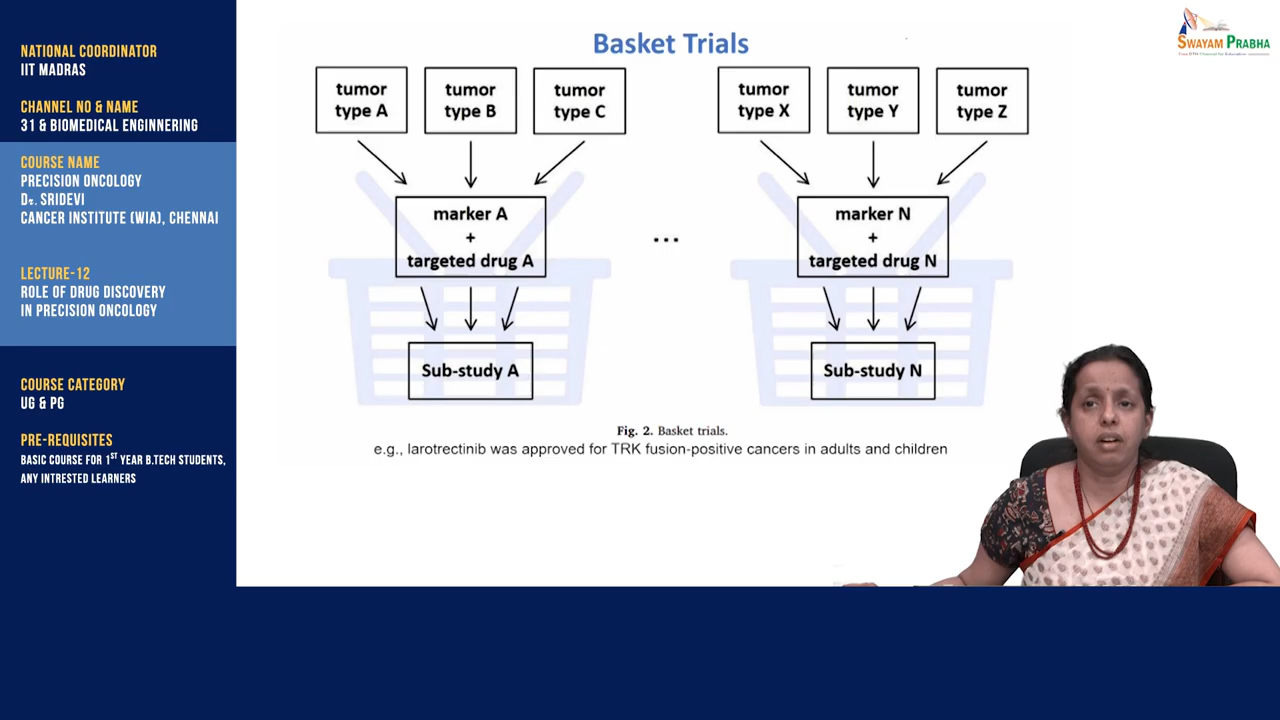 NATIONAL COORDINATOR
IIT MADRAS
CHANNEL NO & NAME
31 & BIOMEDICAL ENGINNERING
COURSE NAME
PRECISION ONCOLOGY
DR. SRIDEVI
CANCER INSTITUTE (WIA), CHENNAI
LECTURE-12
ROLE OF DRUG DISCOVERY
IN PRECISION ONCOLOGY
COURSE CATEGORY
UG & PG
PRE-REQUISITES
BASIC COURSE FOR 1ST YEAR B.TECH STUDENTS,
ANY INTRESTED LEARNERS
Basket Trials
tumor
type A
tumor
type B
tumor
type C
tumor
type X
tumor
type Y
tumor
type Z
marker A
+
targeted drug A
...
marker N
+
targeted drug N
Sub-study A
Sub-study N
Fig. 2. Basket trials.
e.g., larotrectinib was approved for TRK fusion-positive cancers in adults and children
SWAYAM PRABHA